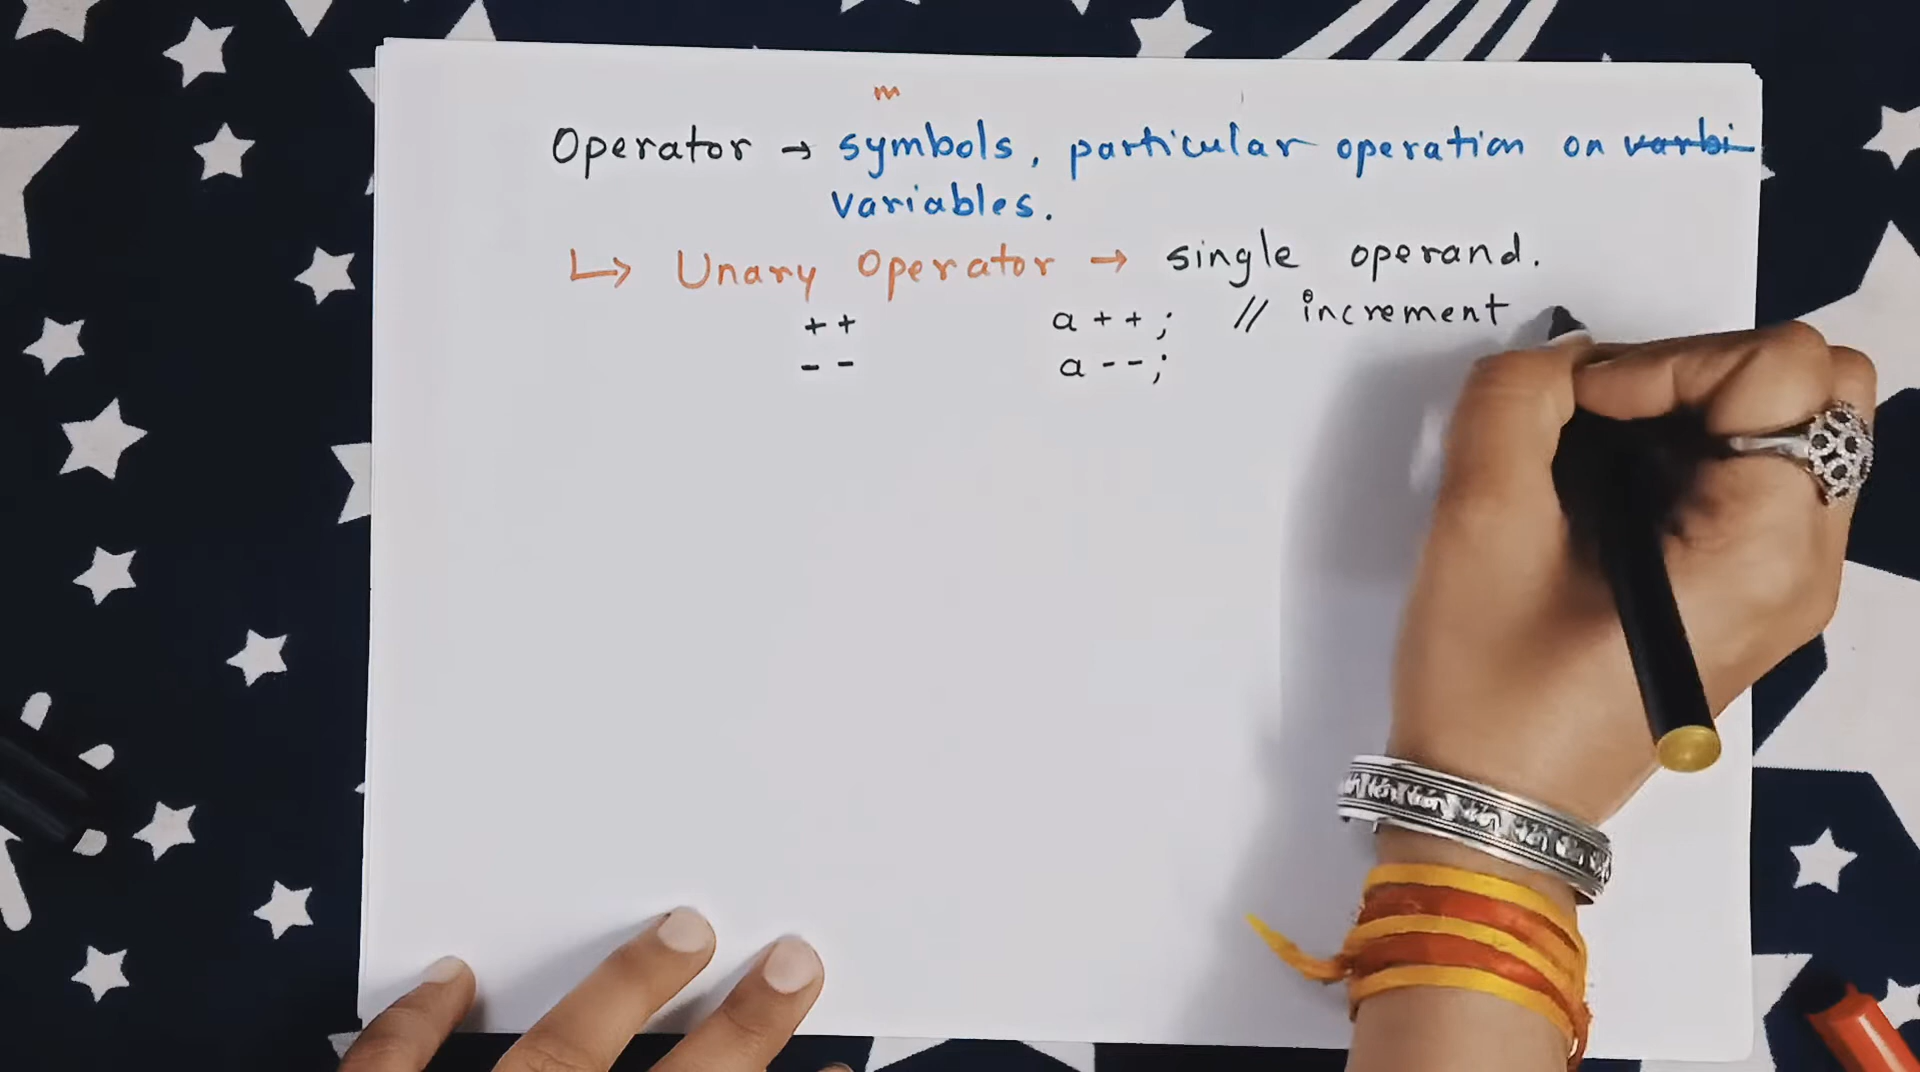 m
Operator → symbols, particular operation on varbi
variables.
↳ Unary Operator → single operand.
++ a++; // increment
-- a--;